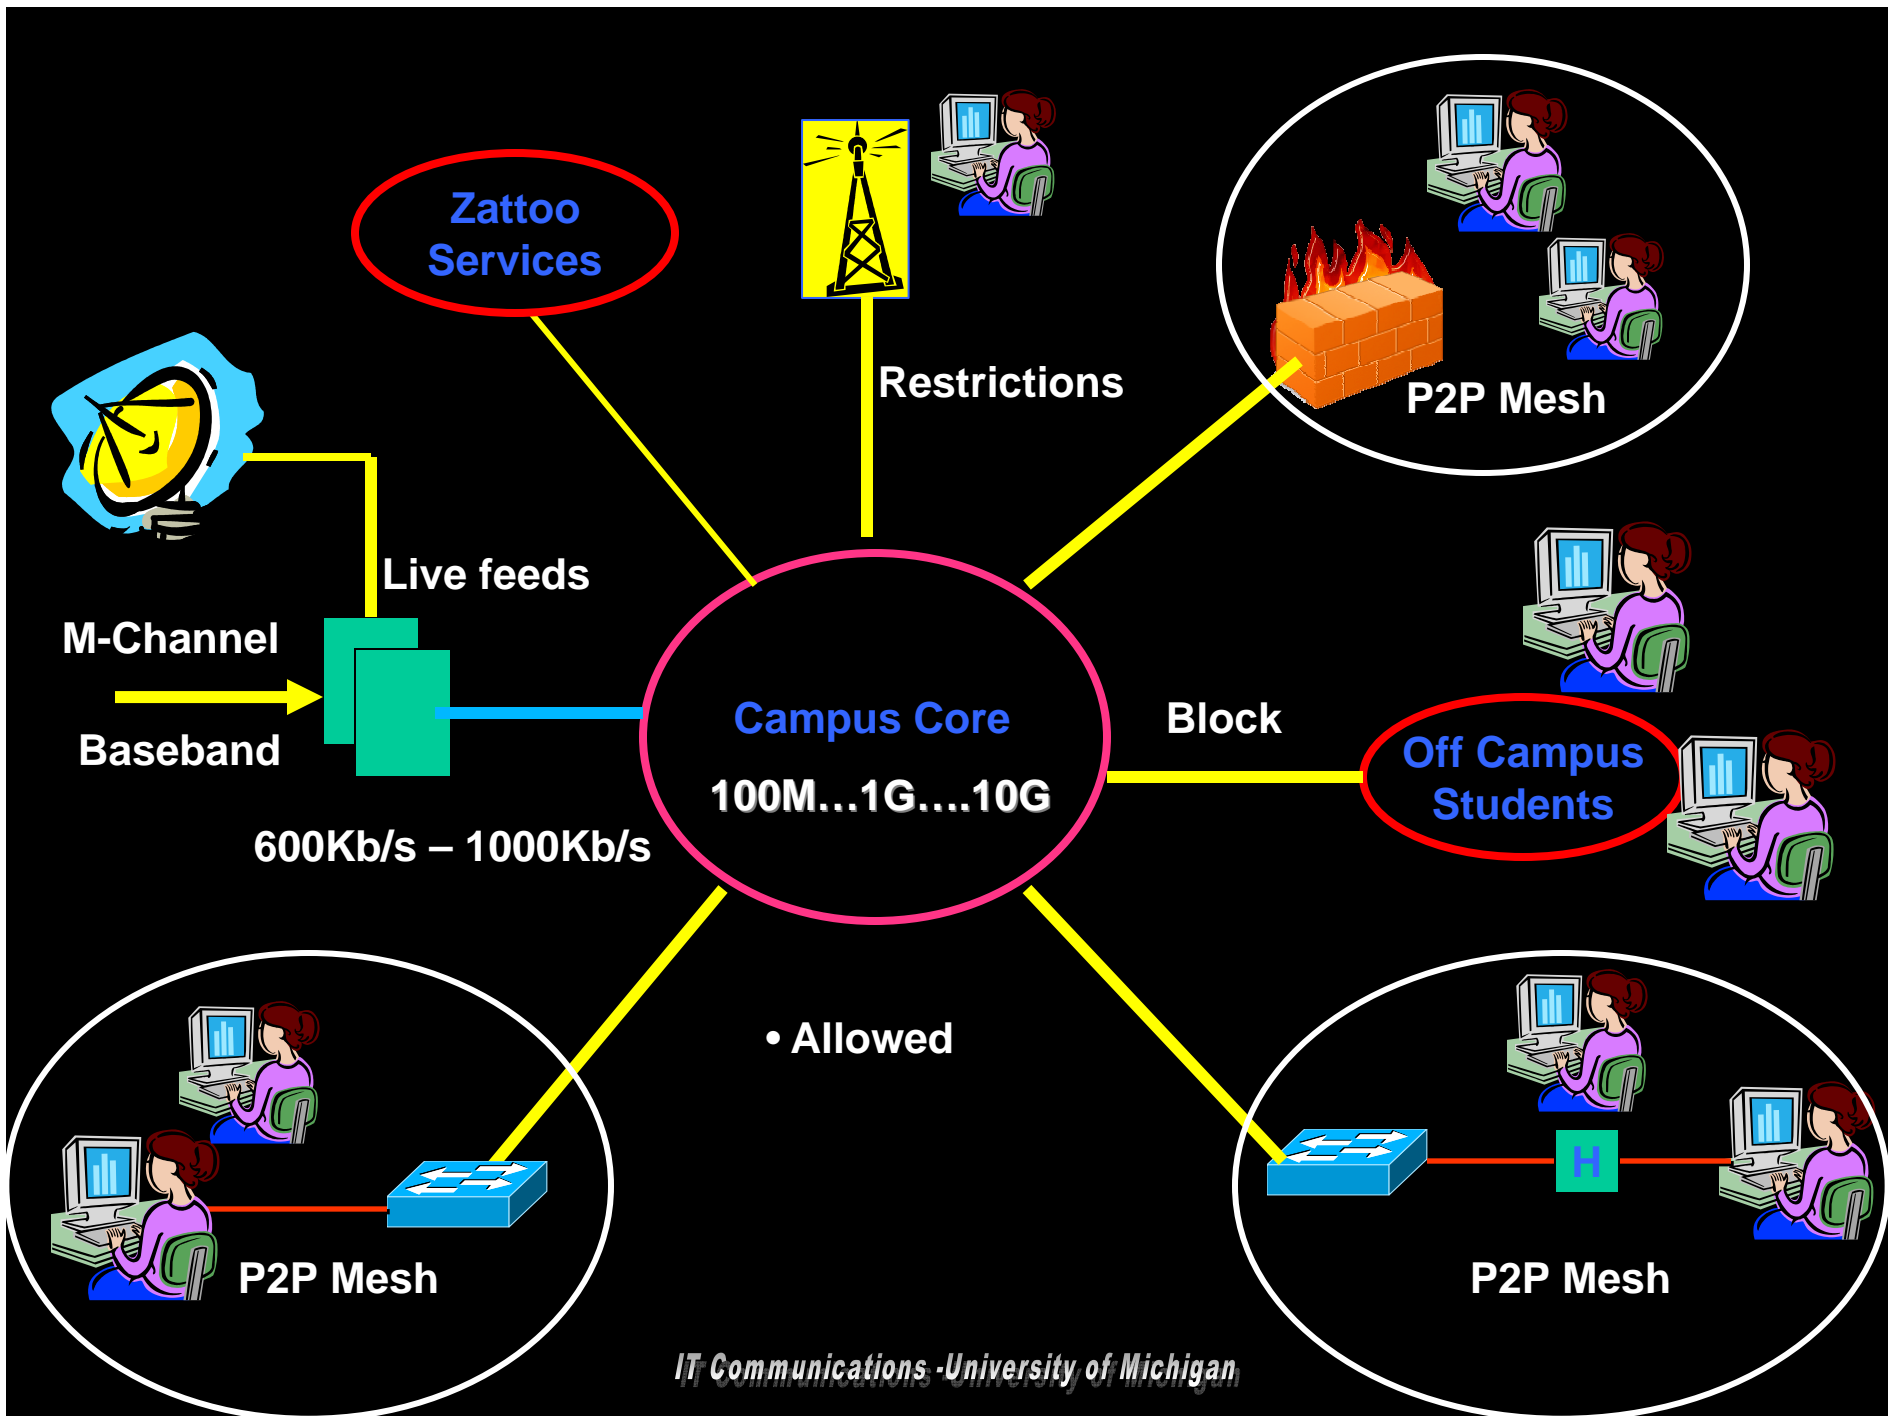 Zattoo
Services
Restrictions
P2P Mesh
Live feeds
M-Channel
Baseband
Campus Core
100M...1G....10G
Block
Off Campus
Students
600Kb/s – 1000Kb/s
• Allowed
H
P2P Mesh
P2P Mesh
IT Communications -University of Michigan